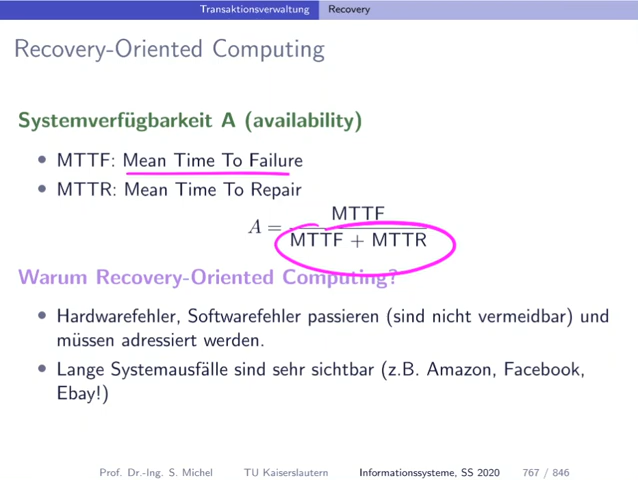 Transaktionsverwaltung Recovery
Recovery-Oriented Computing
Systemverfügbarkeit A (availability)
• MTTF: Mean Time To Failure
• MTTR: Mean Time To Repair
MTTF
A =
MTTF + MTTR
Warum Recovery-Oriented Computing?
• Hardwarefehler, Softwarefehler passieren (sind nicht vermeidbar) und
müssen adressiert werden.
• Lange Systemausfälle sind sehr sichtbar (z.B. Amazon, Facebook,
Ebay!)
Prof. Dr.-Ing. S. Michel TU Kaiserslautern Informationssysteme, SS 2020 767 / 846